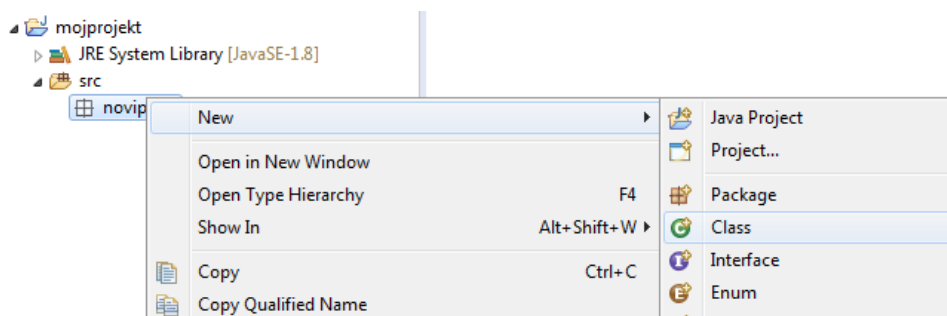 mojprojekt
JRE System Library [JavaSE-1.8]
src
New
Open in New Window
Open Type Hierarchy F4
Show In Alt+Shift+W
Copy Ctrl+C
Copy Qualified Name
Java Project
Project...
Package
Class
Interface
Enum